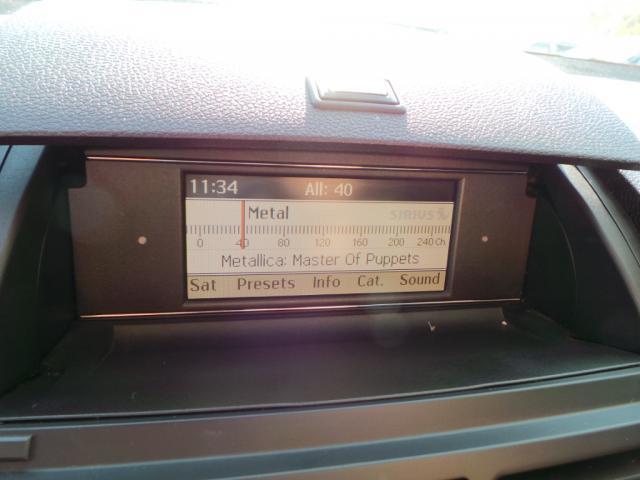 11:34 All: 40
Metal SIRIUS
0 40 80 120 160 200 240 Ch.
Metallica: Master Of Puppets
Sat Presets Info Cat. Sound